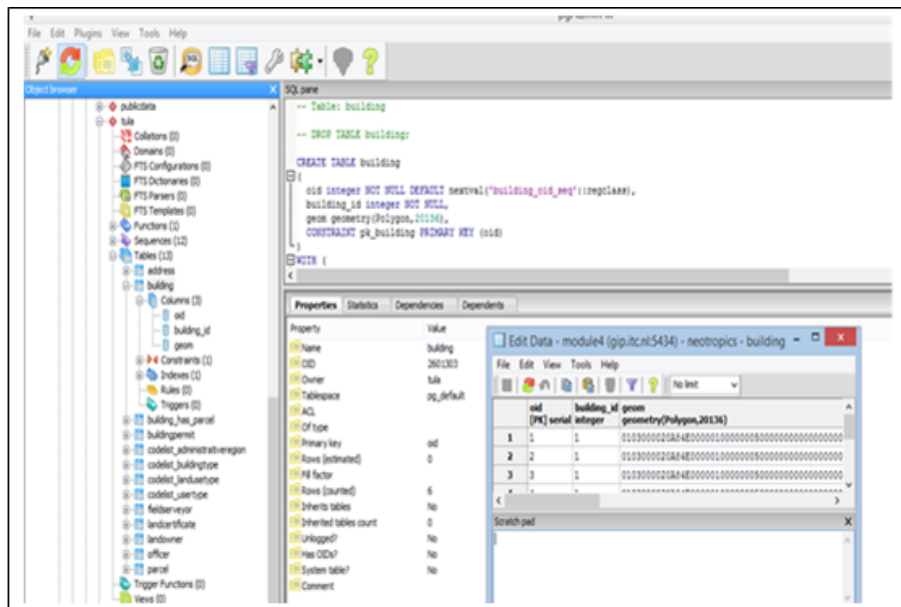 File Edit Plugins View Tools Help
Object browser X
publicdata
tula
Collations (0)
Domains (0)
FTS Configurations (0)
FTS Dictionaries (0)
FTS Parsers (0)
FTS Templates (0)
Functions (1)
Sequences (12)
Tables (13)
address
building
Columns (3)
oid
building_id
geom
Constraints (1)
Indexes (1)
Rules (0)
Triggers (0)
building_has_parcel
buildingpermit
codelist_administrativeregion
codelist_buildingtype
codelist_landusetype
codelist_usertype
fieldserveyor
landcertificate
landowner
officer
parcel
Trigger Functions (0)
Views (0)
SQL pane
-- Table: building
-- DROP TABLE building;
CREATE TABLE building
(
oid integer NOT NULL DEFAULT nextval('building_oid_seq'::regclass),
building_id integer NOT NULL,
geom geometry(Polygon,20136),
CONSTRAINT pk_building PRIMARY KEY (oid)
)
WITH (
Properties Statistics Dependencies Dependents
Property Value
Name building
OID 2601303
Owner tula
Tablespace pg_default
ACL
Of type
Primary key oid
Rows (estimated) 0
Fill factor
Rows (counted) 6
Inherits tables No
Inherited tables count 0
Unlogged? No
Has OIDs? No
System table? No
Comment
Edit Data - module4 (gip.itc.nl:5434) - neotropics - building
File Edit View Tools Help
No limit
oid building_id geom
[PK] serial integer geometry(Polygon,20136)
1 1 1
2 2 1
3 3 1
Scratch pad X